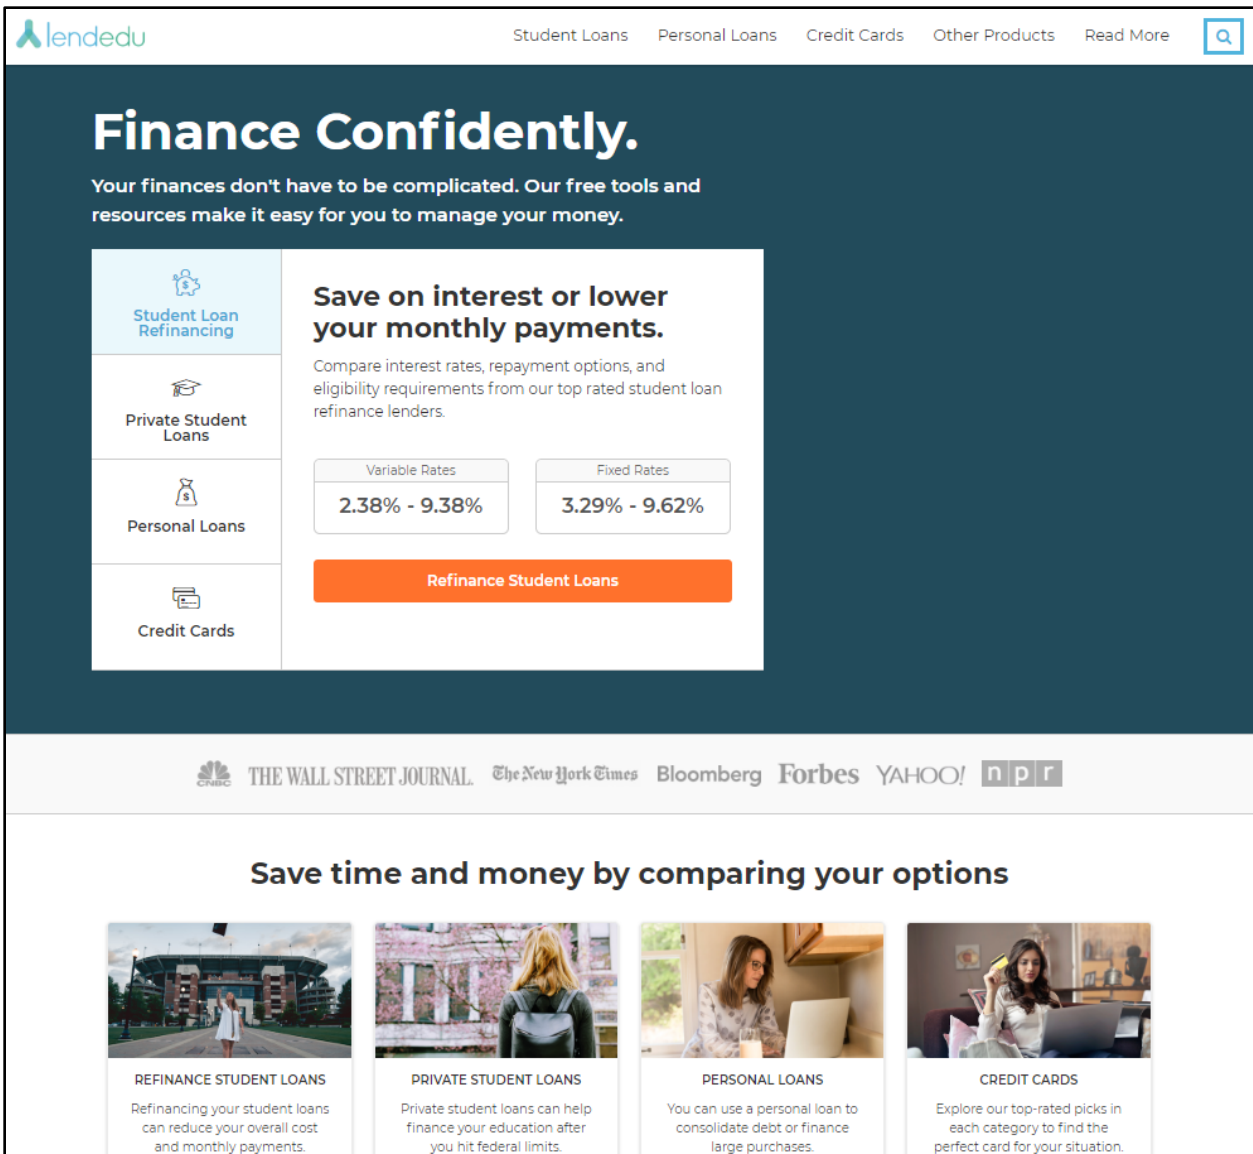 lendedu
Student Loans Personal Loans Credit Cards Other Products Read More
Finance Confidently.
Your finances don't have to be complicated. Our free tools and
resources make it easy for you to manage your money.
Student Loan
Refinancing
Private Student
Loans
Personal Loans
Credit Cards
Save on interest or lower
your monthly payments.
Compare interest rates, repayment options, and
eligibility requirements from our top rated student loan
refinance lenders.
Variable Rates
2.38% - 9.38%
Fixed Rates
3.29% - 9.62%
Refinance Student Loans
CNBC THE WALL STREET JOURNAL. The New York Times Bloomberg Forbes YAHOO! npr
Save time and money by comparing your options
REFINANCE STUDENT LOANS
Refinancing your student loans
can reduce your overall cost
and monthly payments.
PRIVATE STUDENT LOANS
Private student loans can help
finance your education after
you hit federal limits.
PERSONAL LOANS
You can use a personal loan to
consolidate debt or finance
large purchases.
CREDIT CARDS
Explore our top-rated picks in
each category to find the
perfect card for your situation.